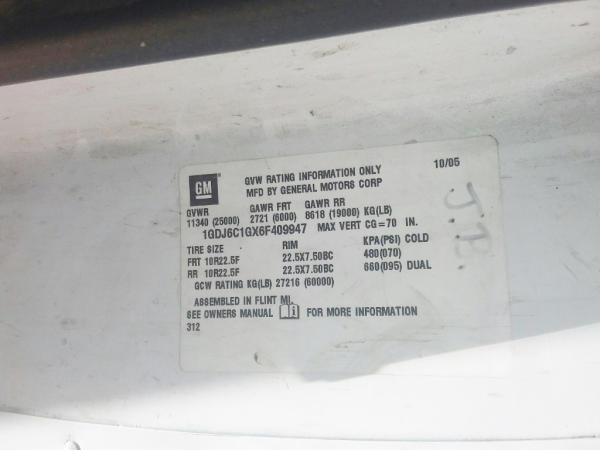 GM
GVW RATING INFORMATION ONLY 10/05
MFD BY GENERAL MOTORS CORP
GVWR GAWR FRT GAWR RR
11340 (25000) 2721 (6000) 8618 (19000) KG(LB)
1GDJ6C1GX6F409947 MAX VERT CG=70 IN.
TIRE SIZE RIM KPA(PSI) COLD
FRT 10R22.5F 22.5X7.50BC 480(070)
RR 10R22.5F 22.5X7.50BC 660(095) DUAL
GCW RATING KG(LB) 27216 (60000)
ASSEMBLED IN FLINT MI.
SEE OWNERS MANUAL FOR MORE INFORMATION
312